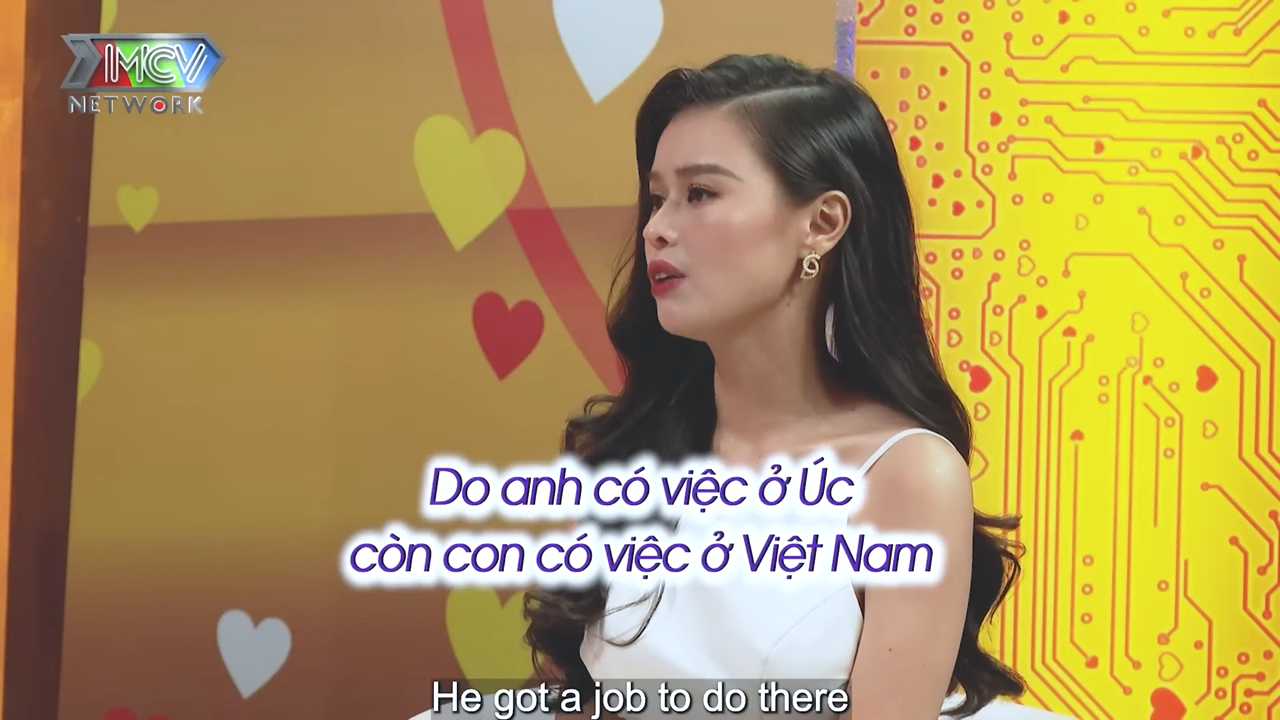 MCV
NETWORK
Do anh có việc ở Úc
còn con có việc ở Việt Nam
He got a job to do there